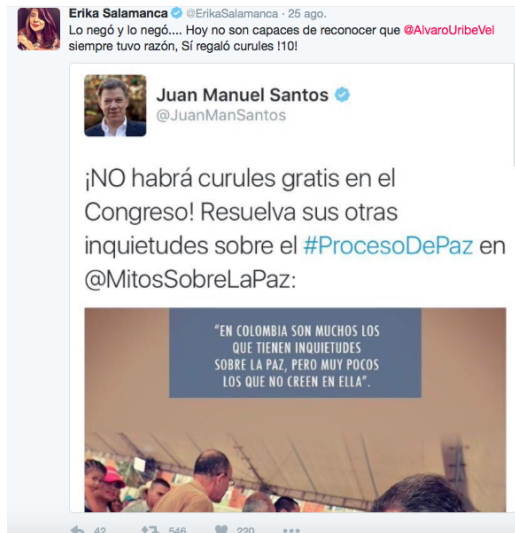 Erika Salamanca @ErikaSalamanca · 25 ago.
Lo negó y lo negó.... Hoy no son capaces de reconocer que @AlvaroUribeVel
siempre tuvo razón, Sí regaló curules !10!
Juan Manuel Santos
@JuanManSantos
¡NO habrá curules gratis en el
Congreso! Resuelva sus otras
inquietudes sobre el #ProcesoDePaz en
@MitosSobreLaPaz:
"EN COLOMBIA SON MUCHOS LOS
QUE TIENEN INQUIETUDES
SOBRE LA PAZ, PERO MUY POCOS
LOS QUE NO CREEN EN ELLA".
42 546 220